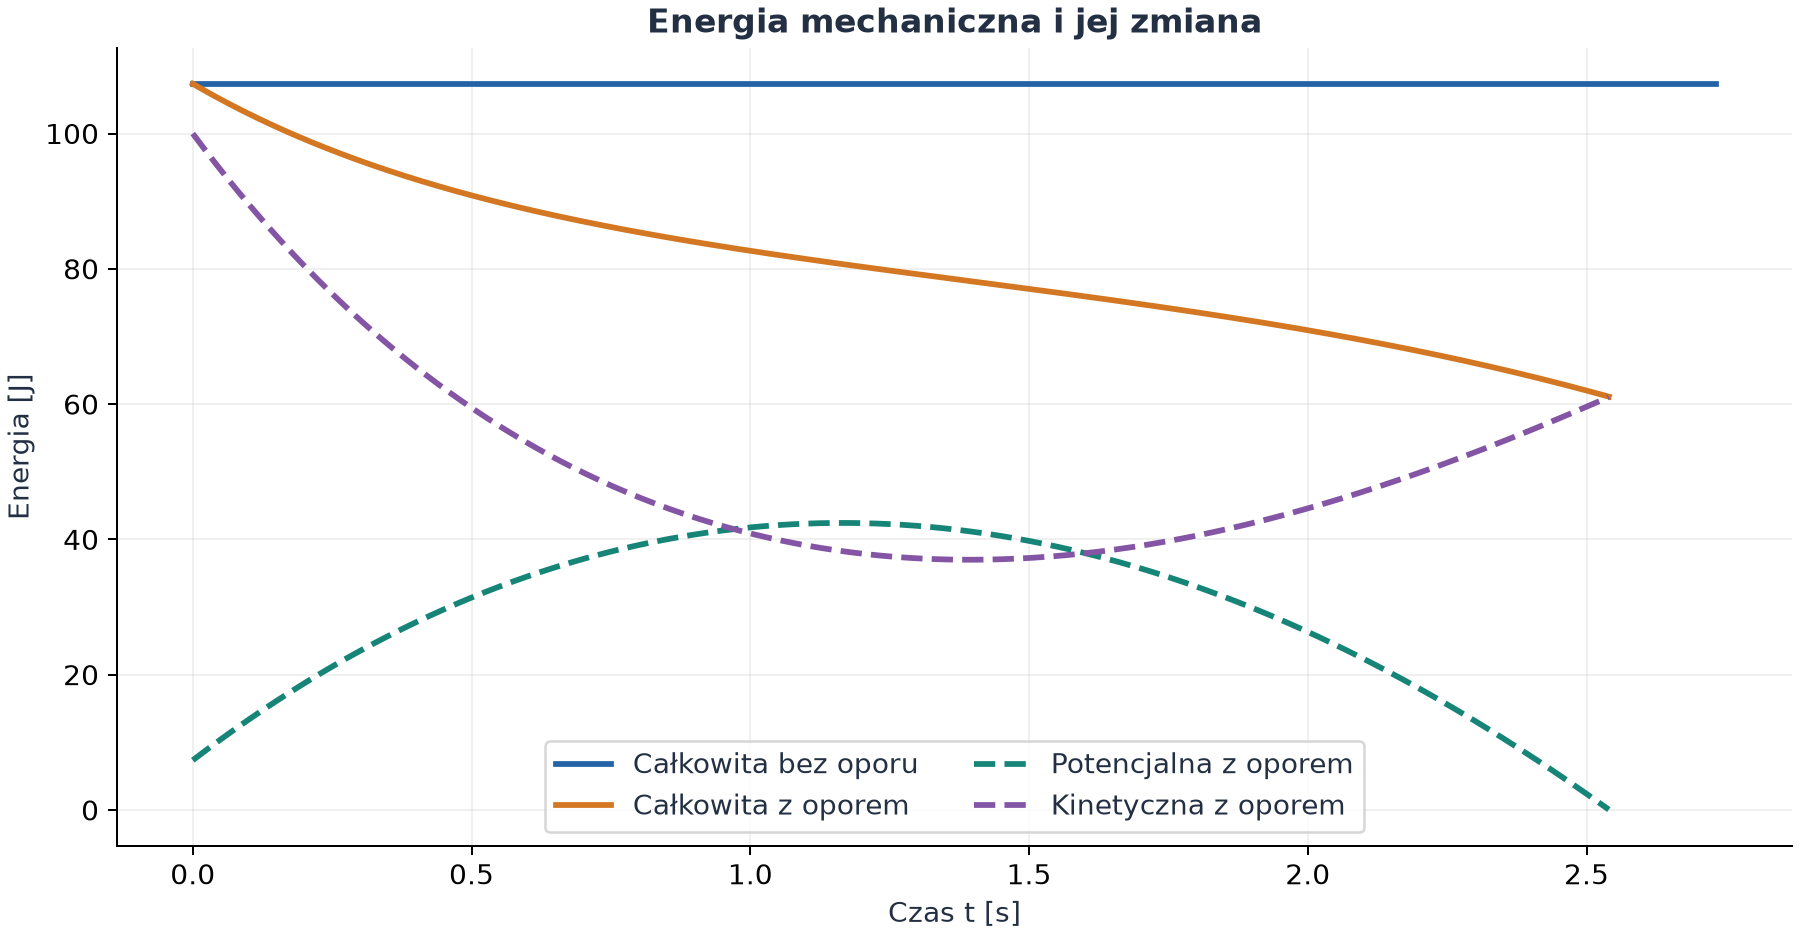 Energia mechaniczna i jej zmiana
Energia [J]
100
80
60
40
20
0
Całkowita bez oporu
Całkowita z oporem
Potencjalna z oporem
Kinetyczna z oporem
0.0 0.5 1.0 1.5 2.0 2.5
Czas t [s]